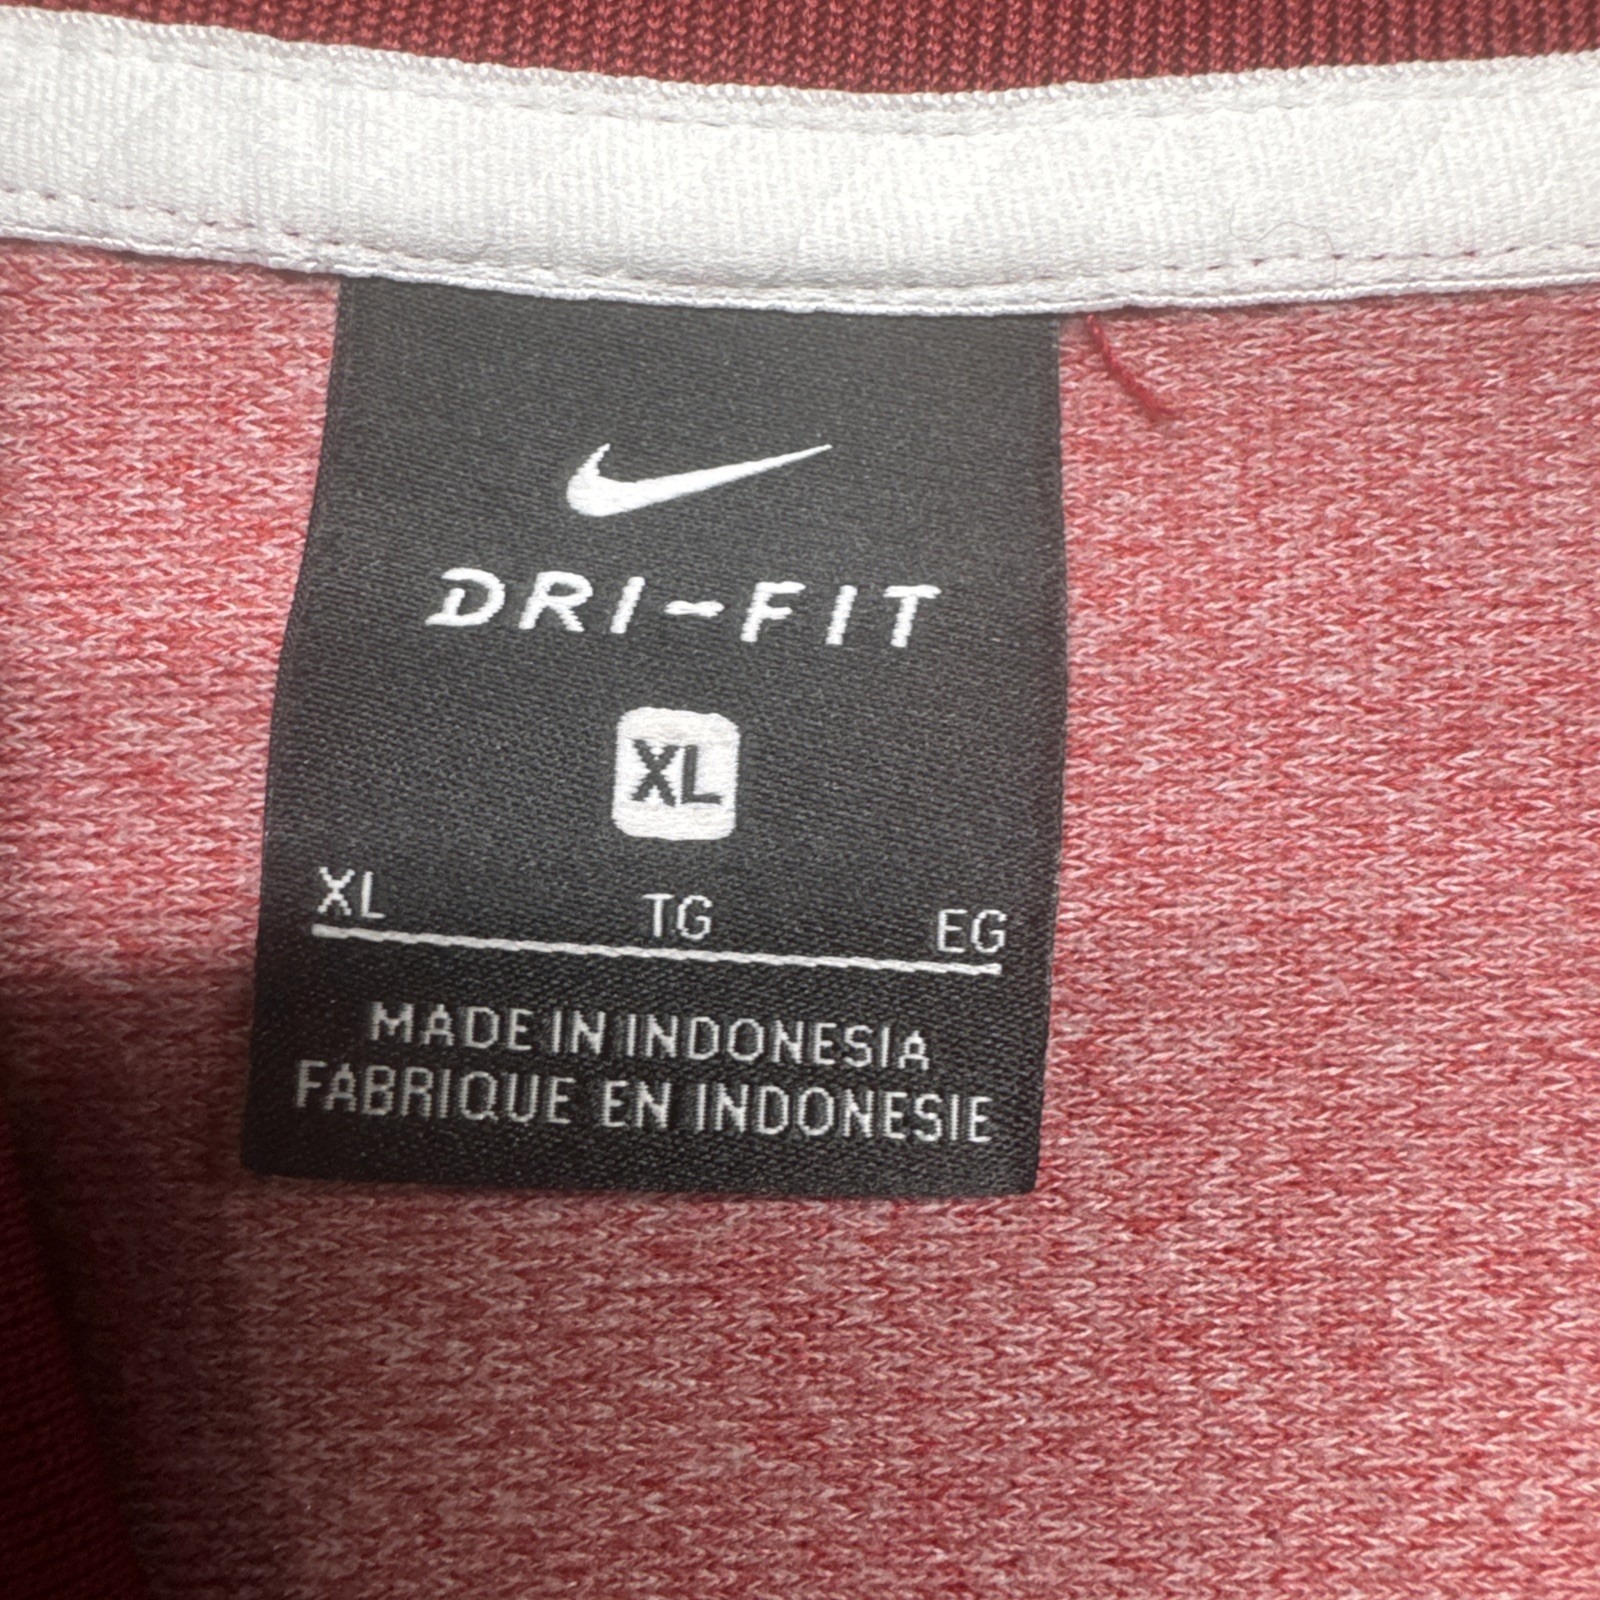 DRI-FIT
XL
XL TG EG
MADE IN INDONESIA
FABRIQUE EN INDONESIE